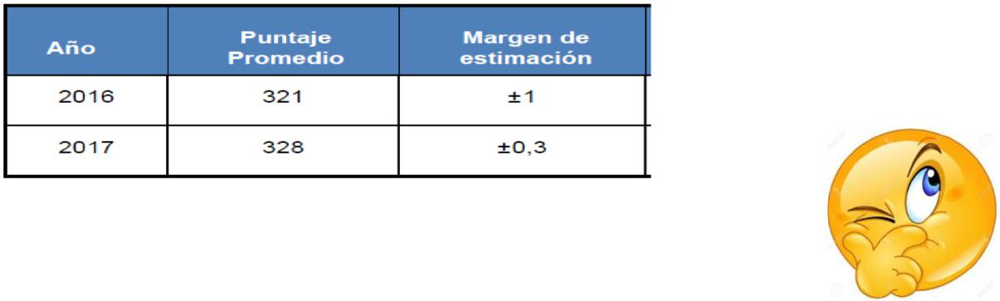 Año
Puntaje
Promedio
Margen de
estimación
2016 321 ±1
2017 328 ±0,3